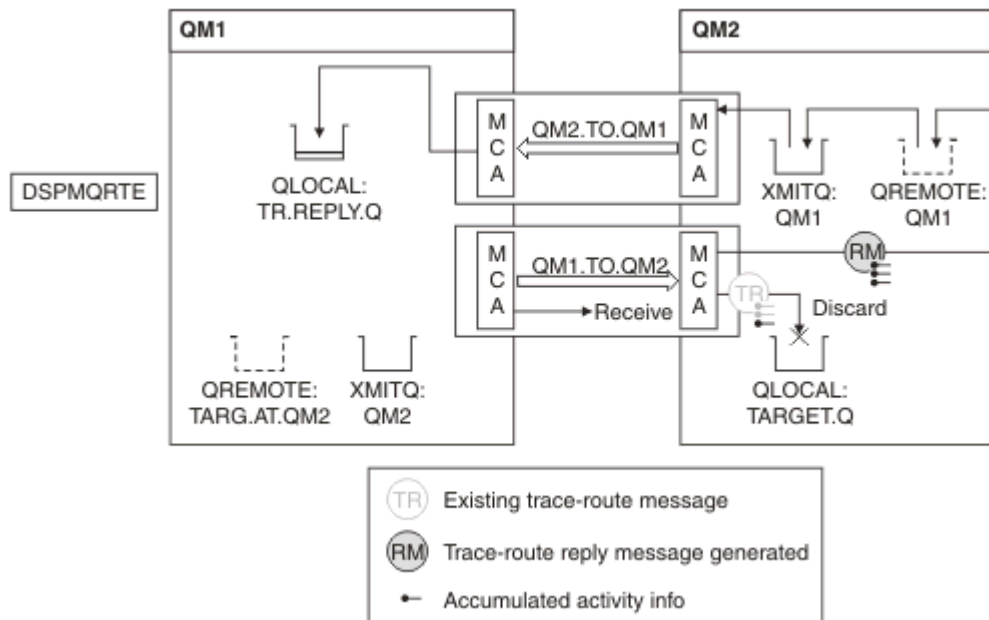 QM1
QM2
M
C
A
QM2.TO.QM1
M
C
A
QLOCAL:
TR.REPLY.Q
XMITQ:
QM1
QREMOTE:
QM1
DSPMQRTE
M
C
A
QM1.TO.QM2
Receive
M
C
A
RM
TR
Discard
QREMOTE:
TARG.AT.QM2
XMITQ:
QM2
QLOCAL:
TARGET.Q
TR Existing trace-route message
RM Trace-route reply message generated
Accumulated activity info